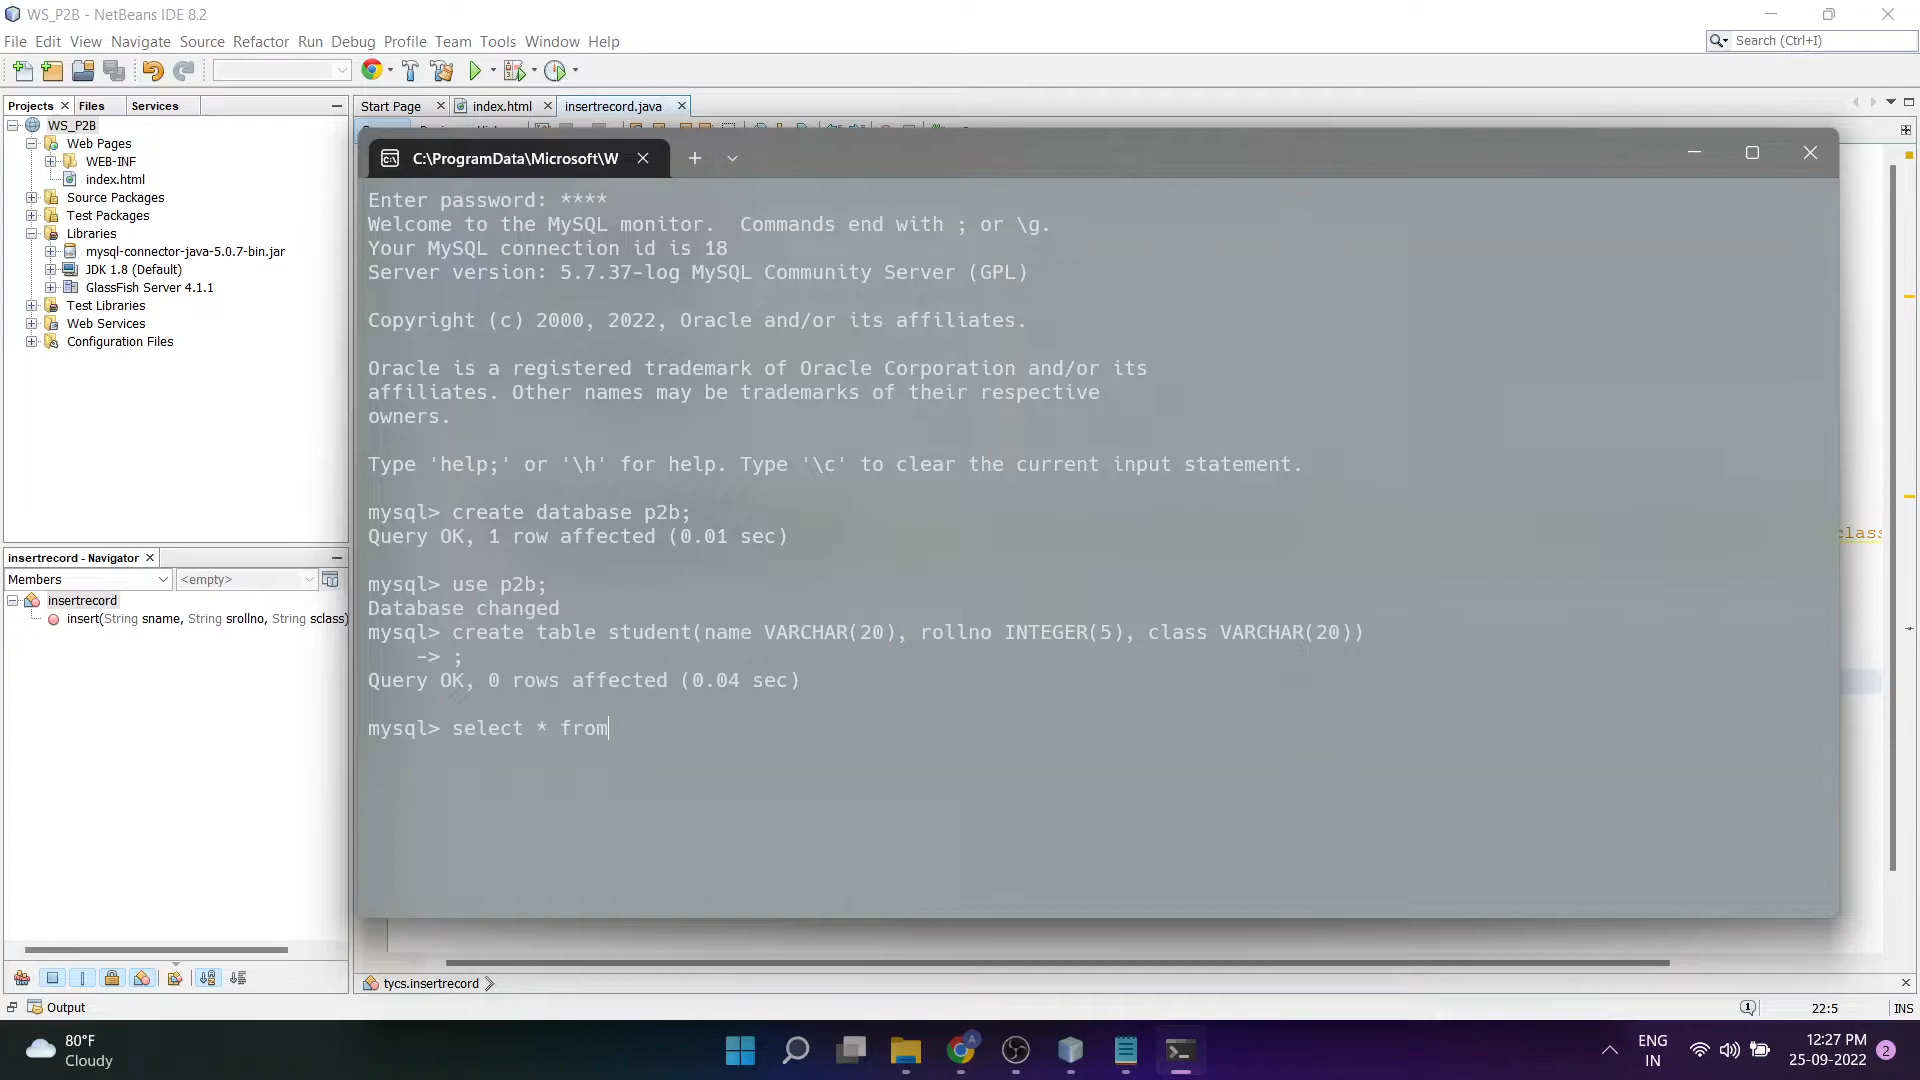 WS_P2B - NetBeans IDE 8.2
File Edit View Navigate Source Refactor Run Debug Profile Team Tools Window Help
Search (Ctrl+I)
Projects Files Services
Start Page index.html insertrecord.java
WS_P2B
Web Pages
WEB-INF
index.html
Source Packages
Test Packages
Libraries
mysql-connector-java-5.0.7-bin.jar
JDK 1.8 (Default)
GlassFish Server 4.1.1
Test Libraries
Web Services
Configuration Files
C:\ProgramData\Microsoft\W
Enter password: ****
Welcome to the MySQL monitor.  Commands end with ; or \g.
Your MySQL connection id is 18
Server version: 5.7.37-log MySQL Community Server (GPL)
Copyright (c) 2000, 2022, Oracle and/or its affiliates.
Oracle is a registered trademark of Oracle Corporation and/or its
affiliates. Other names may be trademarks of their respective
owners.
Type 'help;' or '\h' for help. Type '\c' to clear the current input statement.
mysql> create database p2b;
Query OK, 1 row affected (0.01 sec)
mysql> use p2b;
Database changed
mysql> create table student(name VARCHAR(20), rollno INTEGER(5), class VARCHAR(20))
-> ;
Query OK, 0 rows affected (0.04 sec)
mysql> select * from
class
insertrecord - Navigator
Members <empty>
insertrecord
insert(String sname, String srollno, String sclass)
tycs.insertrecord
Output
22:5 INS
80°F
Cloudy
ENG
IN
12:27 PM
25-09-2022
2